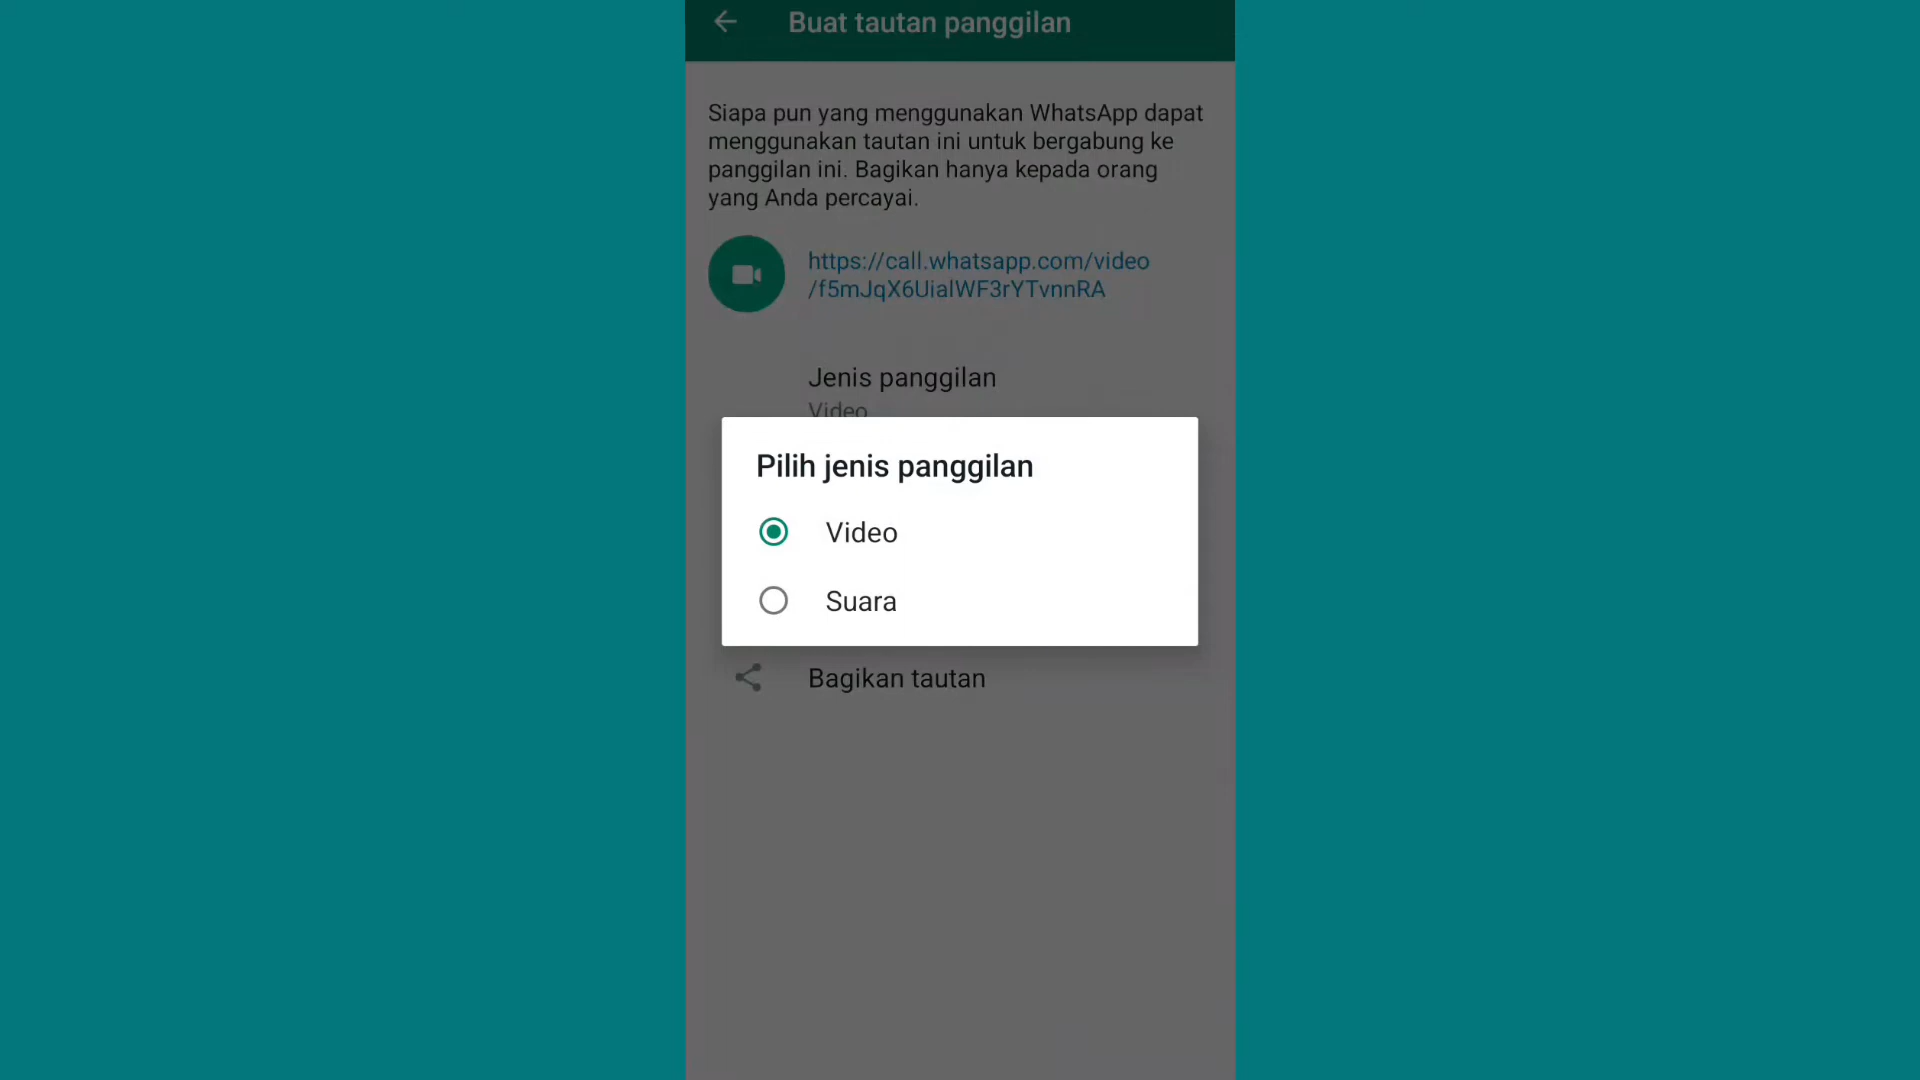 Buat tautan panggilan
Siapa pun yang menggunakan WhatsApp dapat
menggunakan tautan ini untuk bergabung ke
panggilan ini. Bagikan hanya kepada orang
yang Anda percayai.
https://call.whatsapp.com/video
/f5mJqX6UialWF3rYTvnnRA
Jenis panggilan
Video
Pilih jenis panggilan
Video
Suara
Bagikan tautan